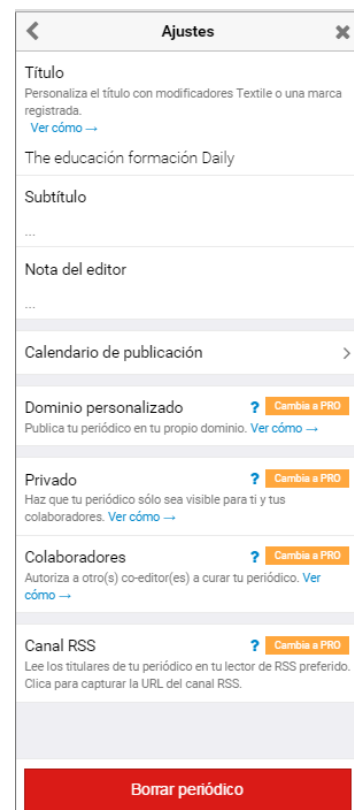 Ajustes
Título
Personaliza el título con modificadores Textile o una marca
registrada.
Ver cómo →
The educación formación Daily
Subtítulo
...
Nota del editor
...
Calendario de publicación
Dominio personalizado ? Cambia a PRO
Publica tu periódico en tu propio dominio. Ver cómo →
Privado ? Cambia a PRO
Haz que tu periódico sólo sea visible para ti y tus
colaboradores. Ver cómo →
Colaboradores ? Cambia a PRO
Autoriza a otro(s) co-editor(es) a curar tu periódico. Ver
cómo →
Canal RSS ? Cambia a PRO
Lee los titulares de tu periódico en tu lector de RSS preferido.
Clica para capturar la URL del canal RSS.
Borrar periódico